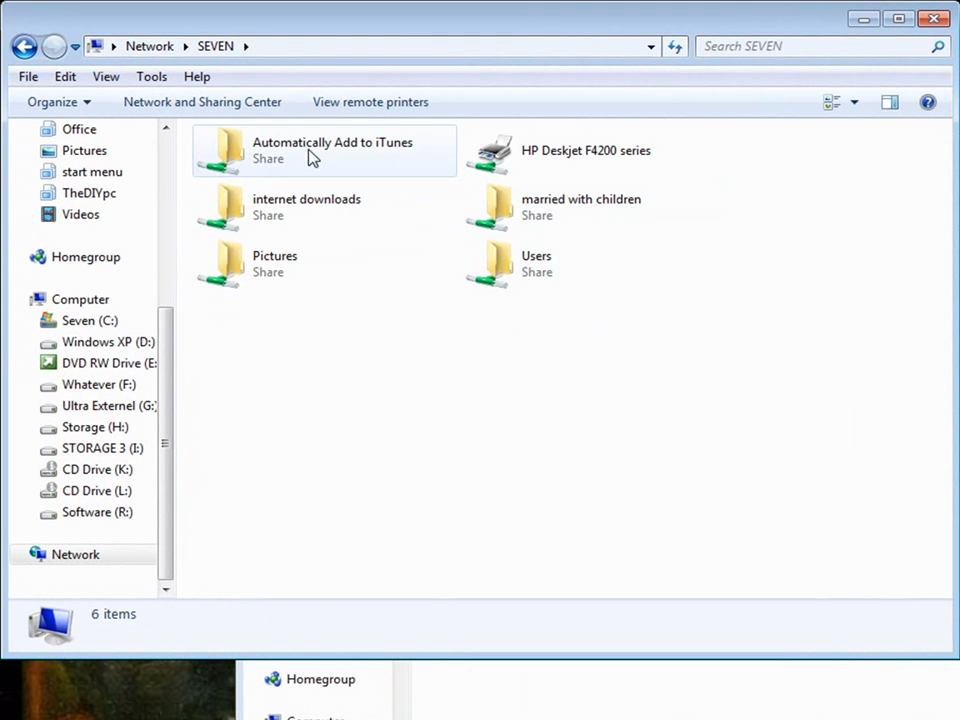 Network SEVEN
Search SEVEN
File Edit View Tools Help
Organize Network and Sharing Center View remote printers
Office
Pictures
start menu
TheDIYpc
Videos
Homegroup
Computer
Seven (C:)
Windows XP (D:)
DVD RW Drive (E:
Whatever (F:)
Ultra Externel (G:
Storage (H:)
STORAGE 3 (I:)
CD Drive (K:)
CD Drive (L:)
Software (R:)
Network
Automatically Add to iTunes
Share
HP Deskjet F4200 series
internet downloads
Share
married with children
Share
Pictures
Share
Users
Share
6 items
Homegroup
Computer